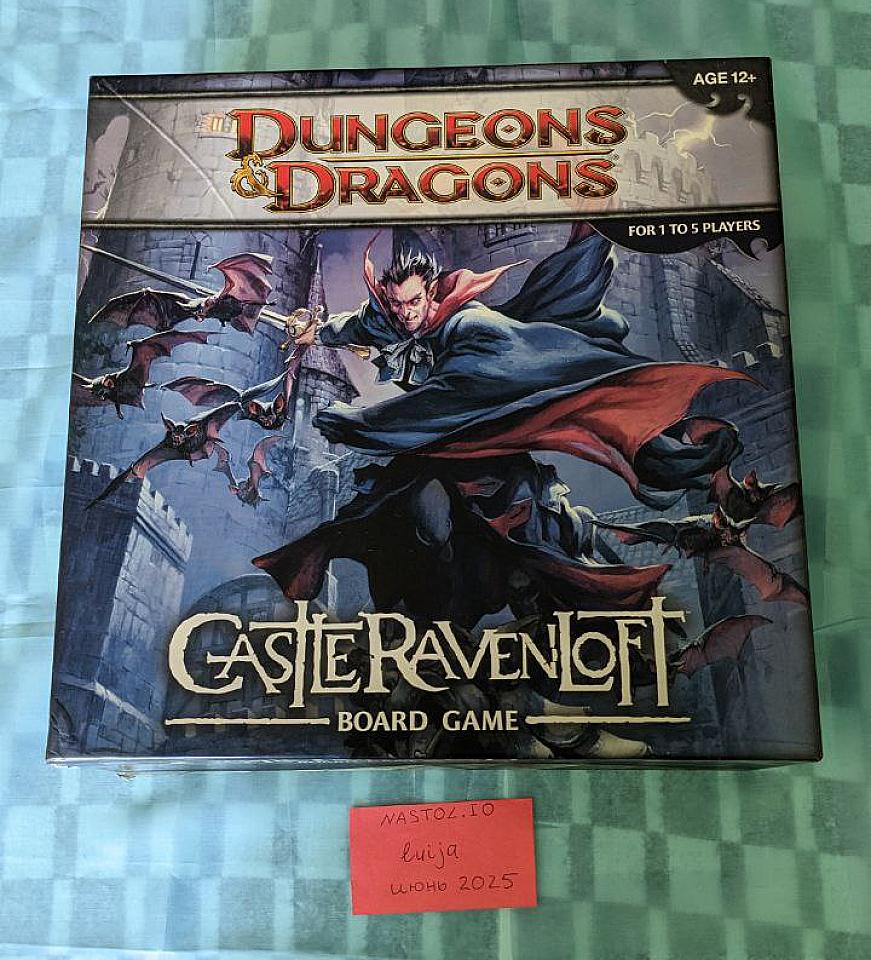 AGE 12+
DUNGEONS
& DRAGONS
FOR 1 TO 5 PLAYERS
CASTLE RAVENLOFT
BOARD GAME
NASTOL.IO
luija
июнь 2025